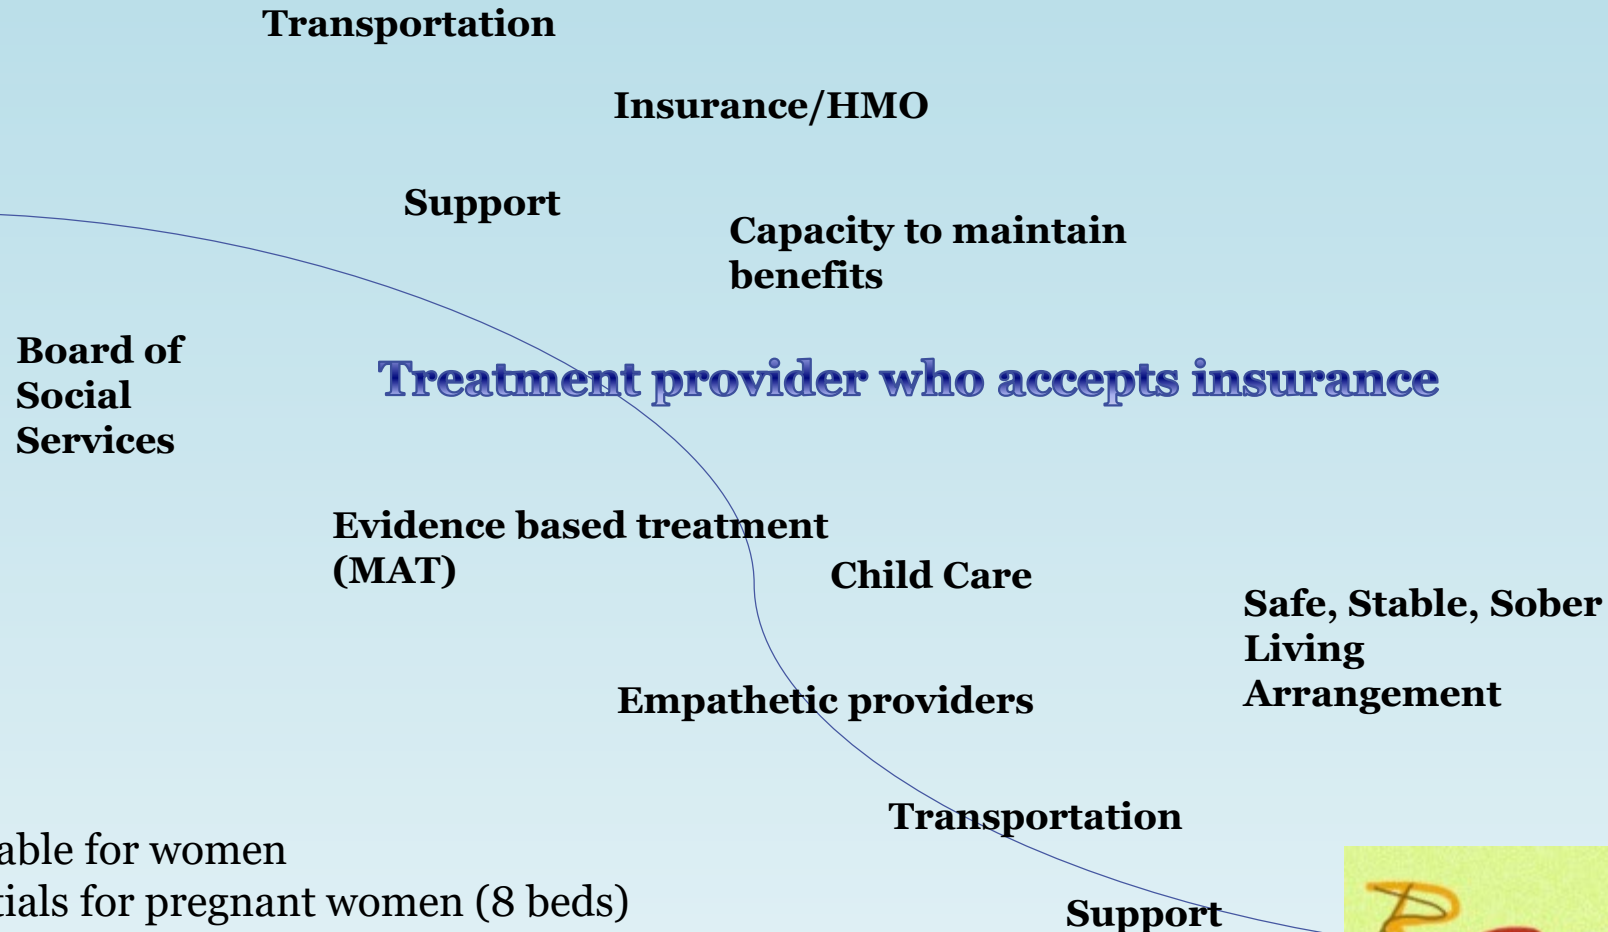 Transportation
Insurance/HMO
Support
Capacity to maintain
benefits
Board of
Social
Services
Treatment provider who accepts insurance
Evidence based treatment
(MAT)
Child Care
Safe, Stable, Sober
Living
Arrangement
Empathetic providers
Transportation
able for women
tials for pregnant women (8 beds)
Support